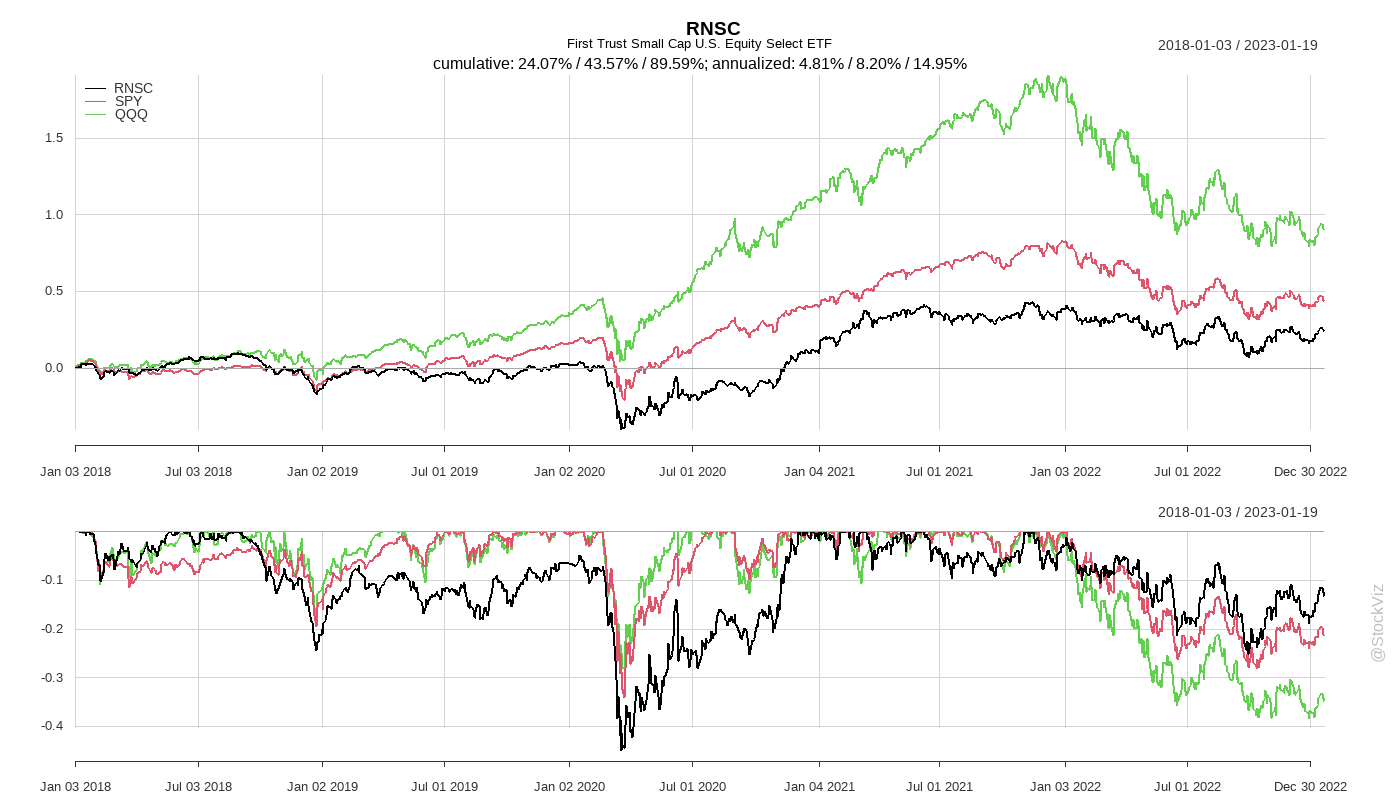 RNSC
First Trust Small Cap U.S. Equity Select ETF
2018-01-03 / 2023-01-19
cumulative: 24.07% / 43.57% / 89.59%; annualized: 4.81% / 8.20% / 14.95%
RNSC
SPY
QQQ
1.5
1.0
0.5
0.0
Jan 03 2018 Jul 03 2018 Jan 02 2019 Jul 01 2019 Jan 02 2020 Jul 01 2020 Jan 04 2021 Jul 01 2021 Jan 03 2022 Jul 01 2022 Dec 30 2022
2018-01-03 / 2023-01-19
-0.1
-0.2
-0.3
-0.4
Jan 03 2018 Jul 03 2018 Jan 02 2019 Jul 01 2019 Jan 02 2020 Jul 01 2020 Jan 04 2021 Jul 01 2021 Jan 03 2022 Jul 01 2022 Dec 30 2022
@StockViz